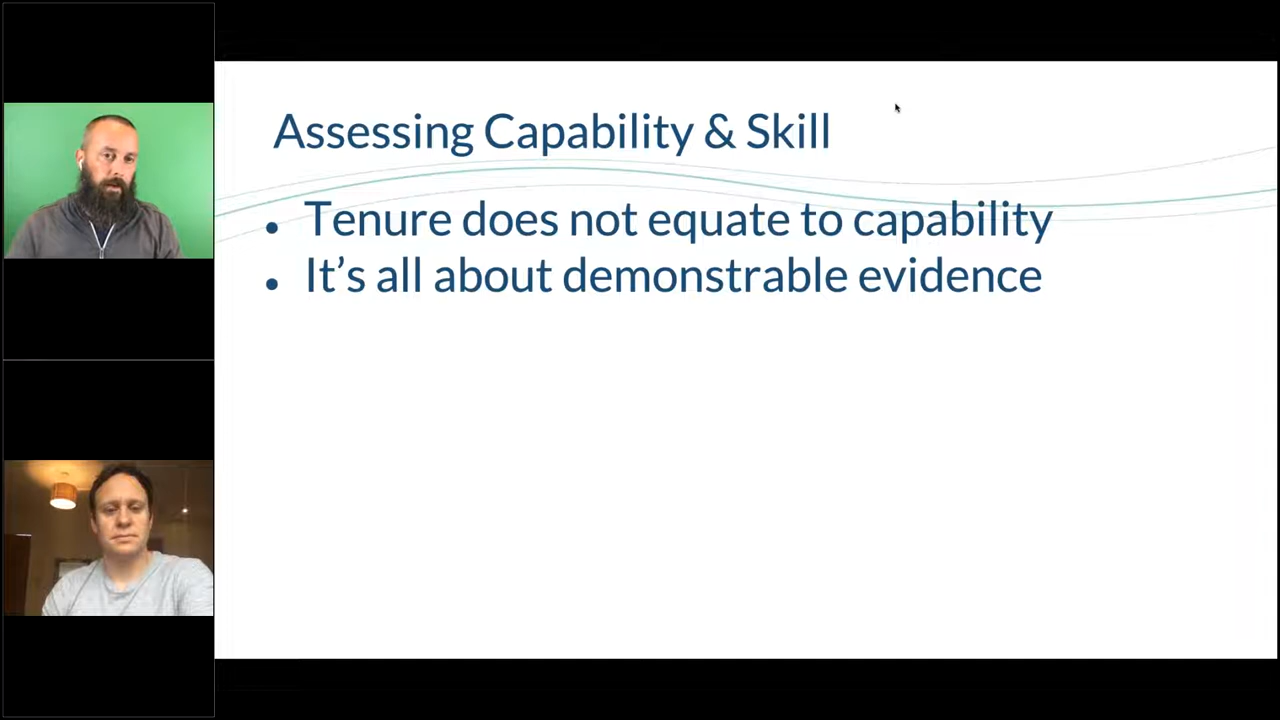 Assessing Capability & Skill
• Tenure does not equate to capability
• It’s all about demonstrable evidence